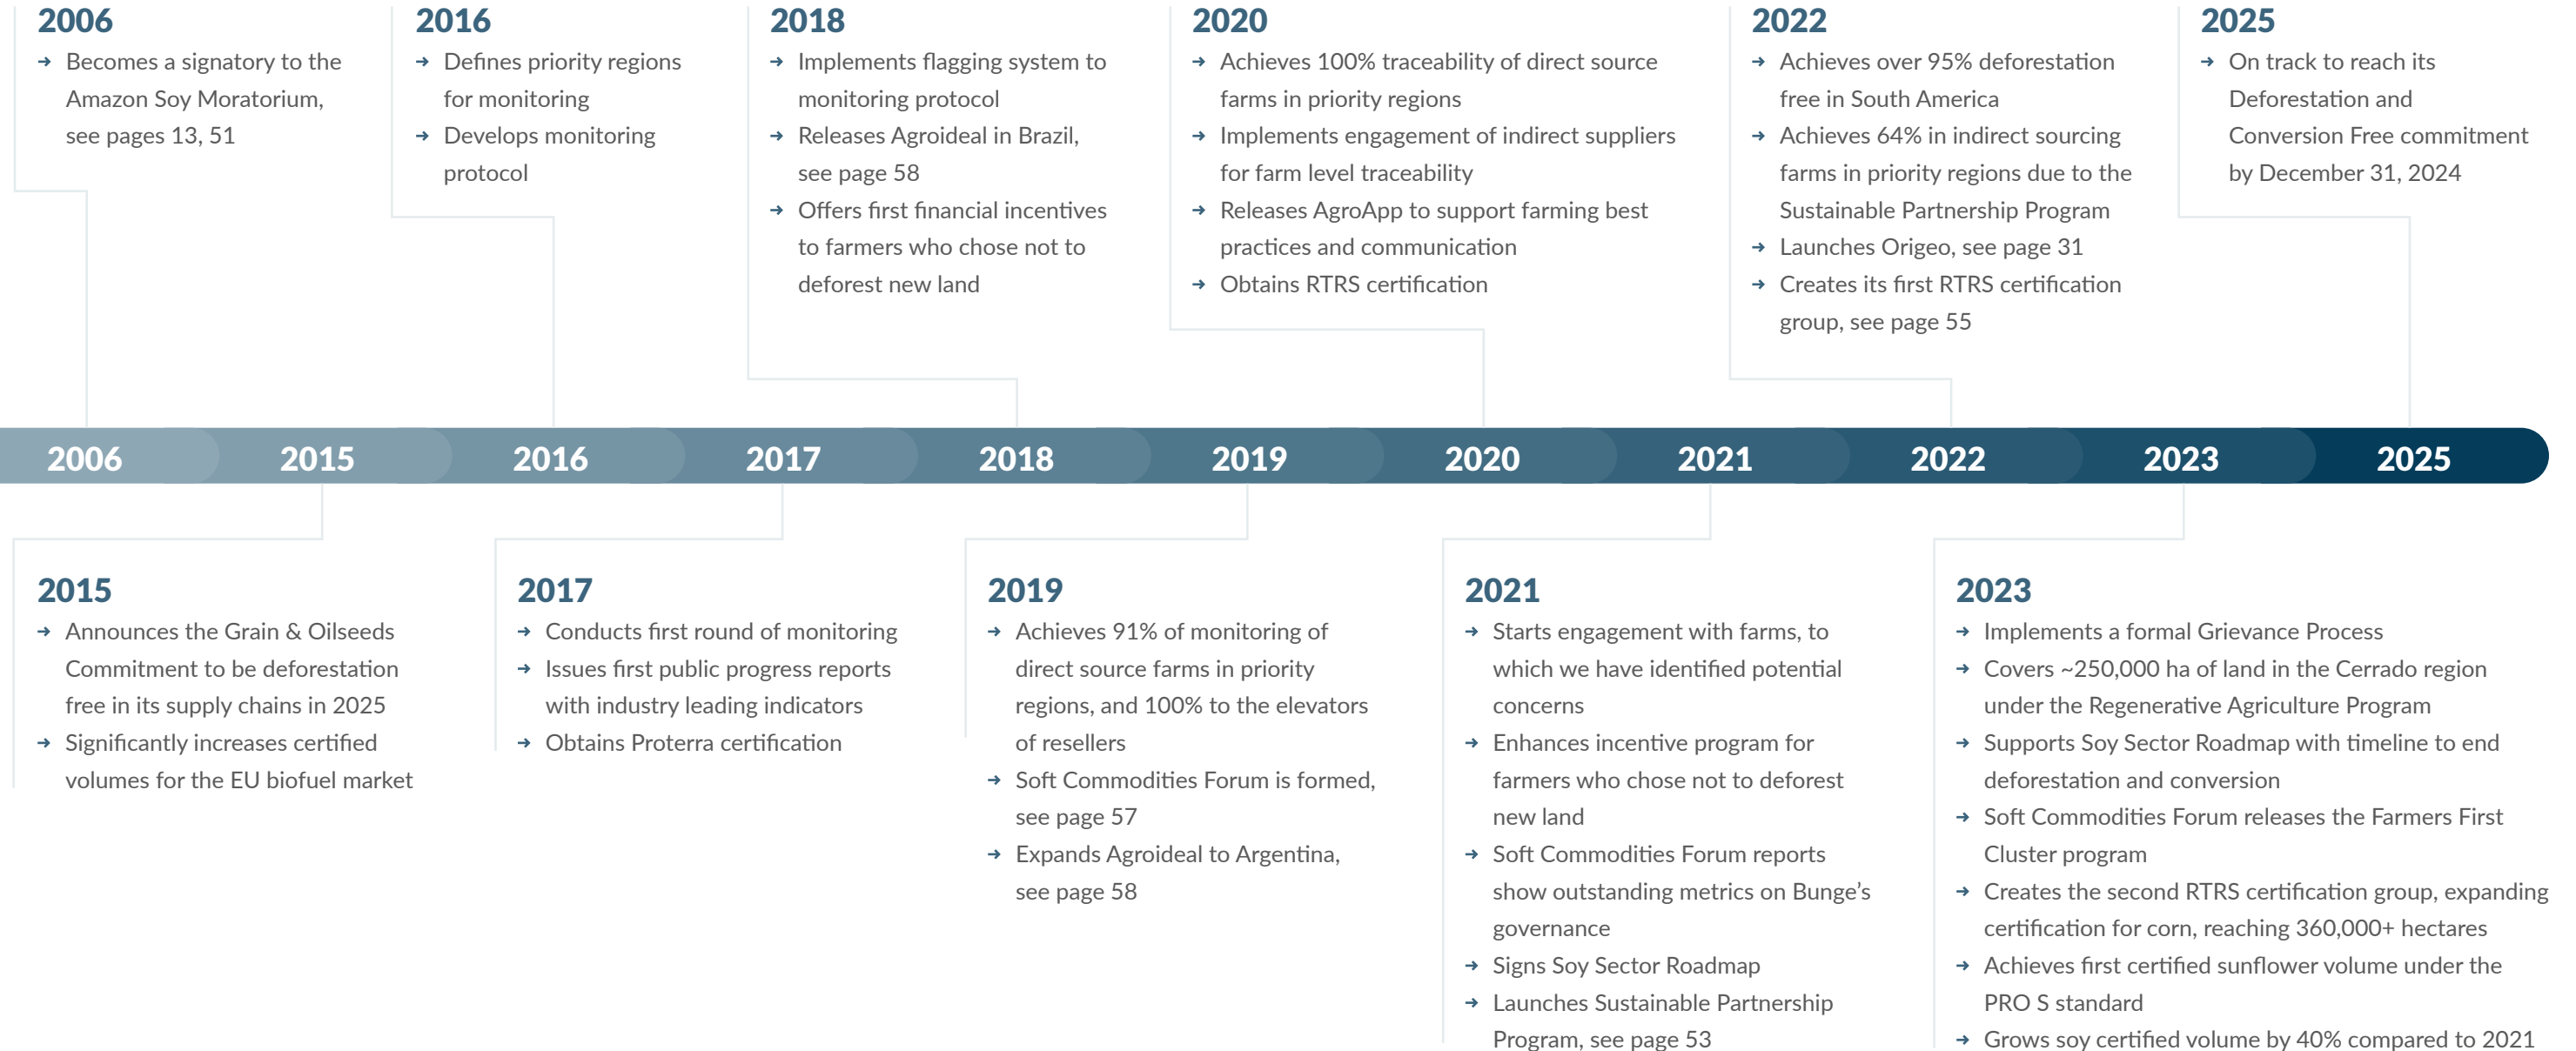 2006
→ Becomes a signatory to the
Amazon Soy Moratorium,
see pages 13, 51
2016
→ Defines priority regions
for monitoring
→ Develops monitoring
protocol
2018
→ Implements flagging system to
monitoring protocol
→ Releases Agroideal in Brazil,
see page 58
→ Offers first financial incentives
to farmers who chose not to
deforest new land
2020
→ Achieves 100% traceability of direct source
farms in priority regions
→ Implements engagement of indirect suppliers
for farm level traceability
→ Releases AgroApp to support farming best
practices and communication
→ Obtains RTRS certification
2022
→ Achieves over 95% deforestation
free in South America
→ Achieves 64% in indirect sourcing
farms in priority regions due to the
Sustainable Partnership Program
→ Launches Origeo, see page 31
→ Creates its first RTRS certification
group, see page 55
2025
→ On track to reach its
Deforestation and
Conversion Free commitment
by December 31, 2024
2006 2015 2016 2017 2018 2019 2020 2021 2022 2023 2025
2015
→ Announces the Grain & Oilseeds
Commitment to be deforestation
free in its supply chains in 2025
→ Significantly increases certified
volumes for the EU biofuel market
2017
→ Conducts first round of monitoring
→ Issues first public progress reports
with industry leading indicators
→ Obtains Proterra certification
2019
→ Achieves 91% of monitoring of
direct source farms in priority
regions, and 100% to the elevators
of resellers
→ Soft Commodities Forum is formed,
see page 57
→ Expands Agroideal to Argentina,
see page 58
2021
→ Starts engagement with farms, to
which we have identified potential
concerns
→ Enhances incentive program for
farmers who chose not to deforest
new land
→ Soft Commodities Forum reports
show outstanding metrics on Bunge’s
governance
→ Signs Soy Sector Roadmap
→ Launches Sustainable Partnership
Program, see page 53
2023
→ Implements a formal Grievance Process
→ Covers ~250,000 ha of land in the Cerrado region
under the Regenerative Agriculture Program
→ Supports Soy Sector Roadmap with timeline to end
deforestation and conversion
→ Soft Commodities Forum releases the Farmers First
Cluster program
→ Creates the second RTRS certification group, expanding
certification for corn, reaching 360,000+ hectares
→ Achieves first certified sunflower volume under the
PRO S standard
→ Grows soy certified volume by 40% compared to 2021